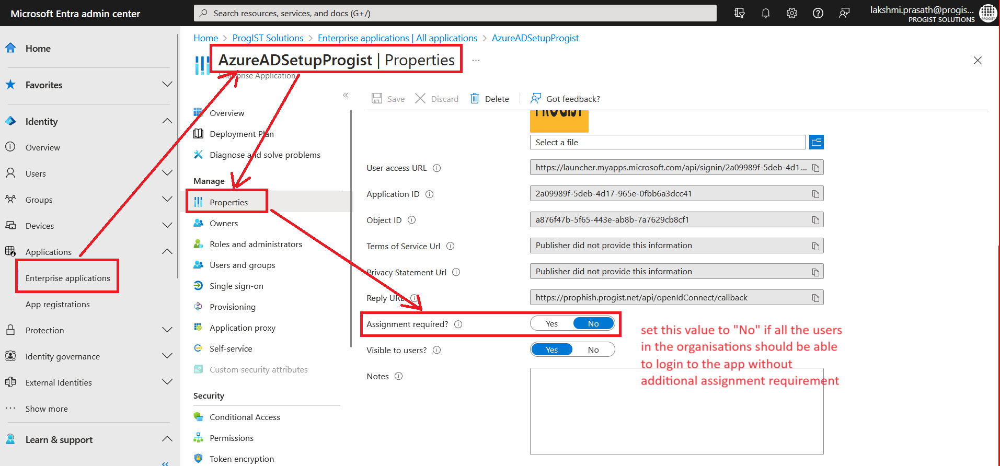 Microsoft Entra admin center
Search resources, services, and docs (G+/)
lakshmi.prasath@progis...
PROGIST SOLUTIONS
PROGIST
Home
Favorites
Identity
Overview
Users
Groups
Devices
Applications
Enterprise applications
App registrations
Protection
Identity governance
External Identities
Show more
Learn & support
Home > ProgIST Solutions > Enterprise applications | All applications > AzureADSetupProgist
AzureADSetupProgist | Properties
Enterprise Application
Overview
Deployment Plan
Diagnose and solve problems
Manage
Properties
Owners
Roles and administrators
Users and groups
Single sign-on
Provisioning
Application proxy
Self-service
Custom security attributes
Security
Conditional Access
Permissions
Token encryption
Save Discard Delete Got feedback?
PROGIST
Select a file
User access URL https://launcher.myapps.microsoft.com/api/signin/2a09989f-5deb-4d1...
Application ID 2a09989f-5deb-4d17-965e-0fbb6a3dcc41
Object ID a876f47b-5f65-443e-ab8b-7a7629cb8cf1
Terms of Service Url Publisher did not provide this information
Privacy Statement Url Publisher did not provide this information
Reply URL https://prophish.progist.net/api/openIdConnect/callback
Assignment required? Yes No
Visible to users? Yes No
Notes
set this value to "No" if all the users
in the organisations should be able
to login to the app without
additional assignment requirement